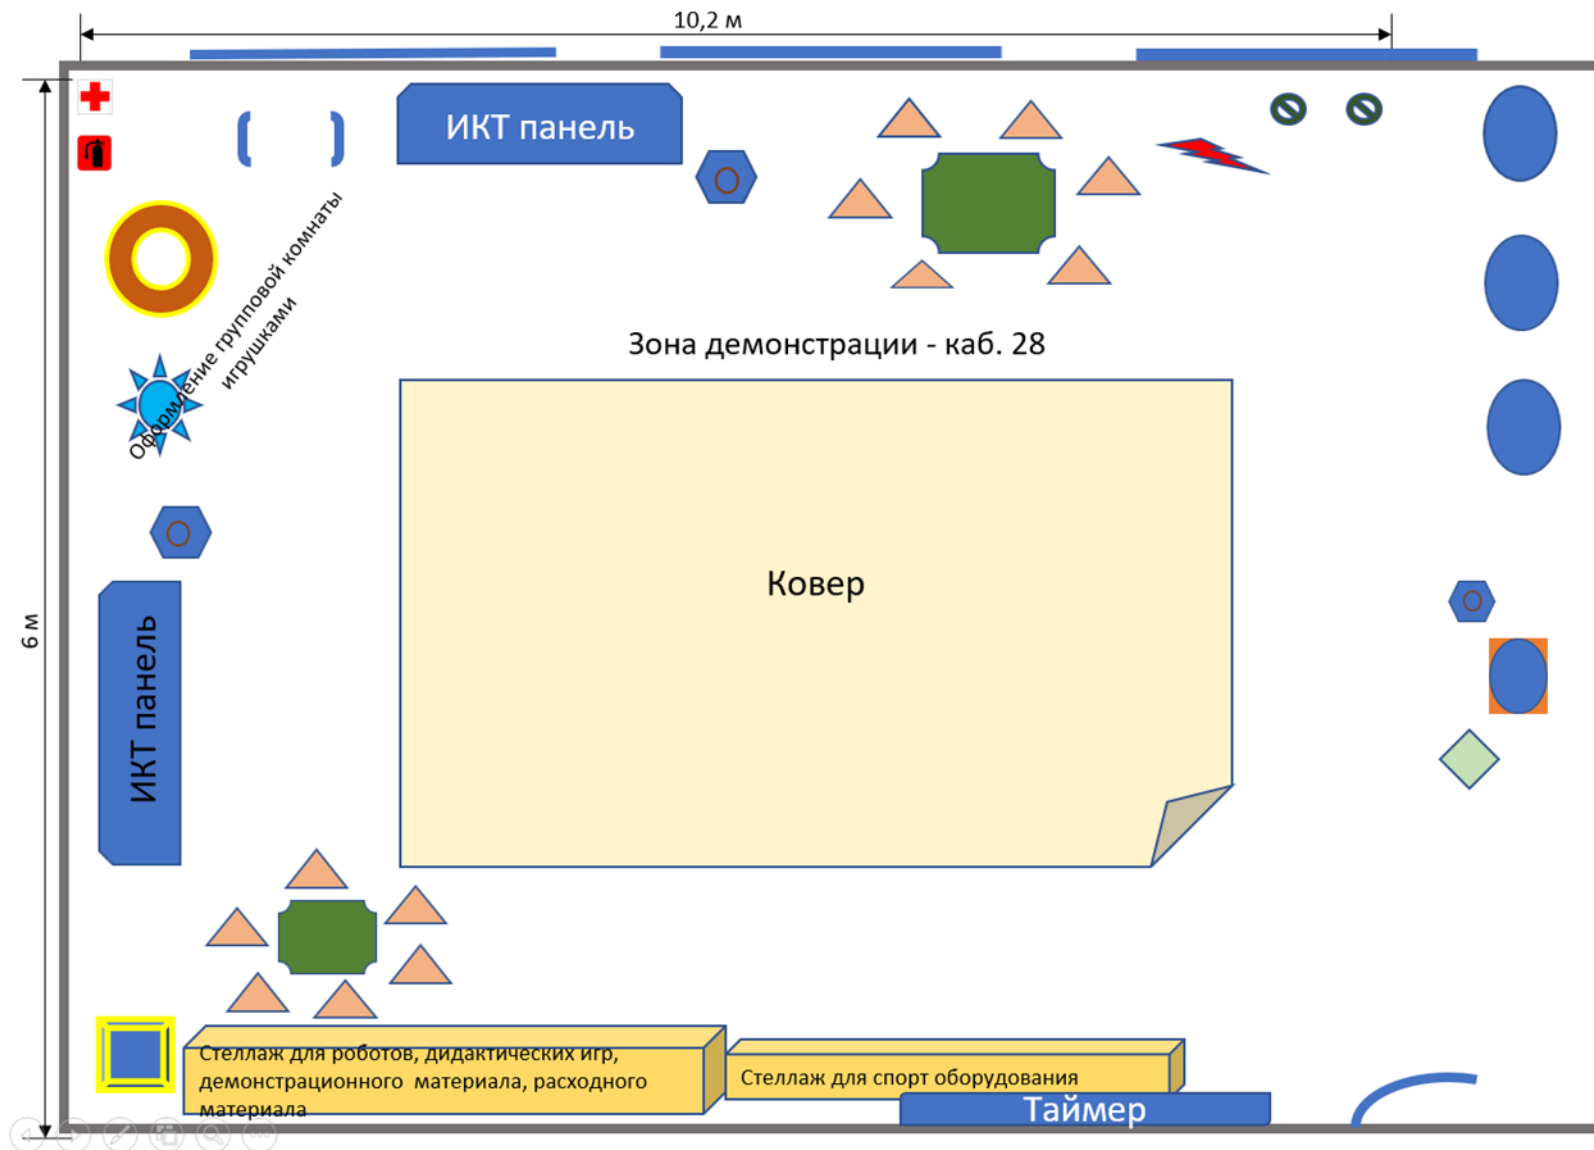 10,2 м
ИКТ панель
Оформление групповой комнаты
игрушками
Зона демонстрации - каб. 28
Ковер
6 м
ИКТ панель
Стеллаж для роботов, дидактических игр,
демонстрационного  материала, расходного
материала
Стеллаж для спорт оборудования
Таймер